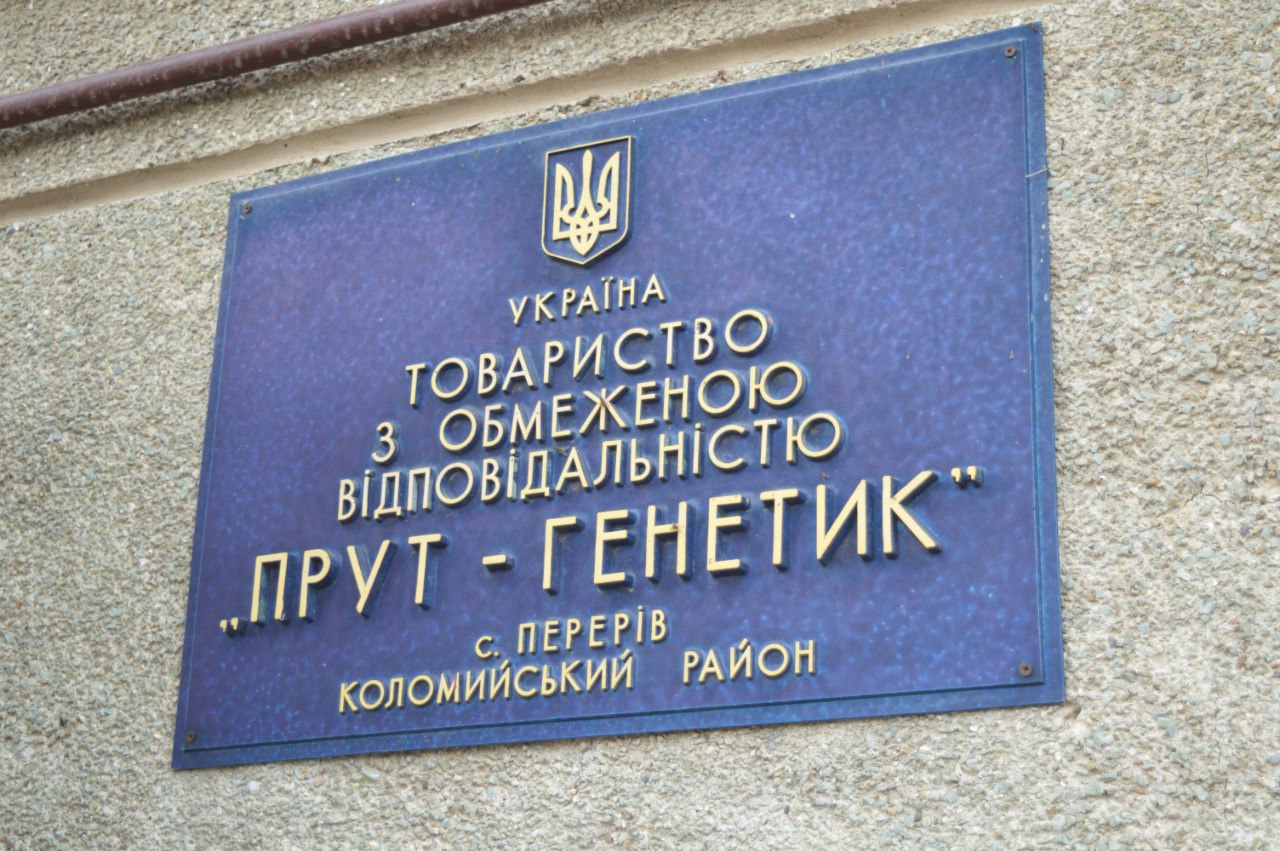 УКРАЇНА
ТОВАРИСТВО
З ОБМЕЖЕНОЮ
ВІДПОВІДАЛЬНІСТЮ
„ПРУТ - ГЕНЕТИК”
с. ПЕРЕРІВ
КОЛОМИЙСЬКИЙ РАЙОН